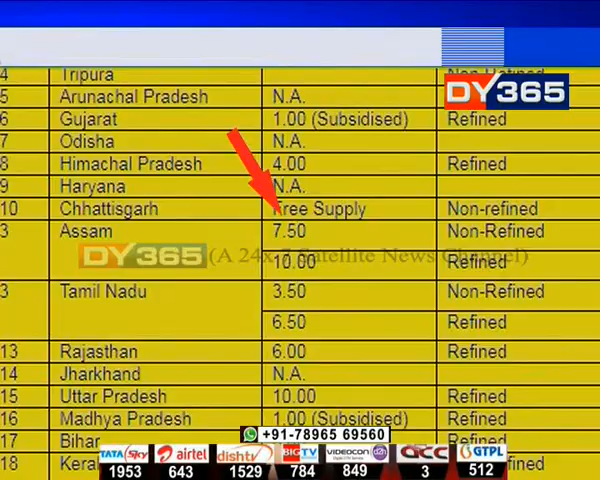 4 Tripura Non-Refined
DY365
5 Arunachal Pradesh N.A.
6 Gujarat 1.00 (Subsidised) Refined
7 Odisha N.A.
8 Himachal Pradesh 4.00 Refined
9 Haryana N.A.
10 Chhattisgarh Free Supply Non-refined
3 Assam 7.50 Non-Refined
DY365 (A 24x7 Satellite News Channel)
10.00 Refined
3 Tamil Nadu 3.50 Non-Refined
6.50 Refined
13 Rajasthan 6.00 Refined
14 Jharkhand N.A.
15 Uttar Pradesh 10.00 Refined
16 Madhya Pradesh 1.00 (Subsidised) Refined
+91-78965 69560
17 Bihar Refined
18
TATA Sky airtel dishtv BIG TV VIDEOCON d2h acc GTPL
1953 643 1529 784 849 3 512